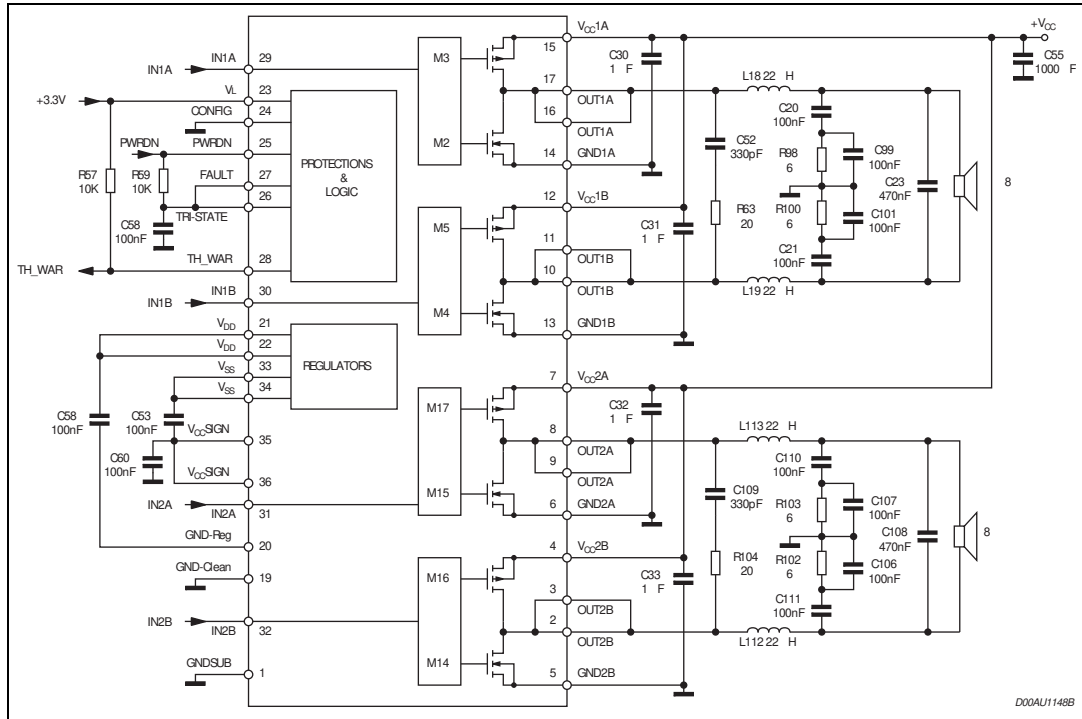 VCC1A
+VCC
15
C30
1 F
C55
1000 F
M3
IN1A
29
IN1A
17
OUT1A
L18 22 H
+3.3V
VL
23
CONFIG
24
16
OUT1A
C20
100nF
M2
C52
330pF
C99
100nF
PWRDN
PWRDN
25
14
GND1A
R98
6
R57
10K
R59
10K
FAULT
27
PROTECTIONS
&
LOGIC
C23
470nF
8
26
TRI-STATE
12
VCC1B
C58
100nF
M5
C31
1 F
R63
20
R100
6
C101
100nF
11
OUT1B
C21
100nF
TH_WAR
TH_WAR
28
10
OUT1B
L19 22 H
IN1B
IN1B
30
M4
13
GND1B
VDD
21
VDD
22
VSS
33
REGULATORS
VSS
34
7
VCC2A
C58
100nF
C53
100nF
M17
C32
1 F
VCCSIGN
35
8
OUT2A
L113 22 H
C60
100nF
9
OUT2A
C110
100nF
VCCSIGN
36
M15
C109
330pF
C107
100nF
IN2A
IN2A
31
6
GND2A
R103
6
GND-Reg
20
C108
470nF
8
4
VCC2B
GND-Clean
19
M16
C33
1 F
R104
20
R102
6
C106
100nF
3
OUT2B
C111
100nF
IN2B
IN2B
32
2
OUT2B
L112 22 H
M14
GNDSUB
1
5
GND2B
D00AU1148B